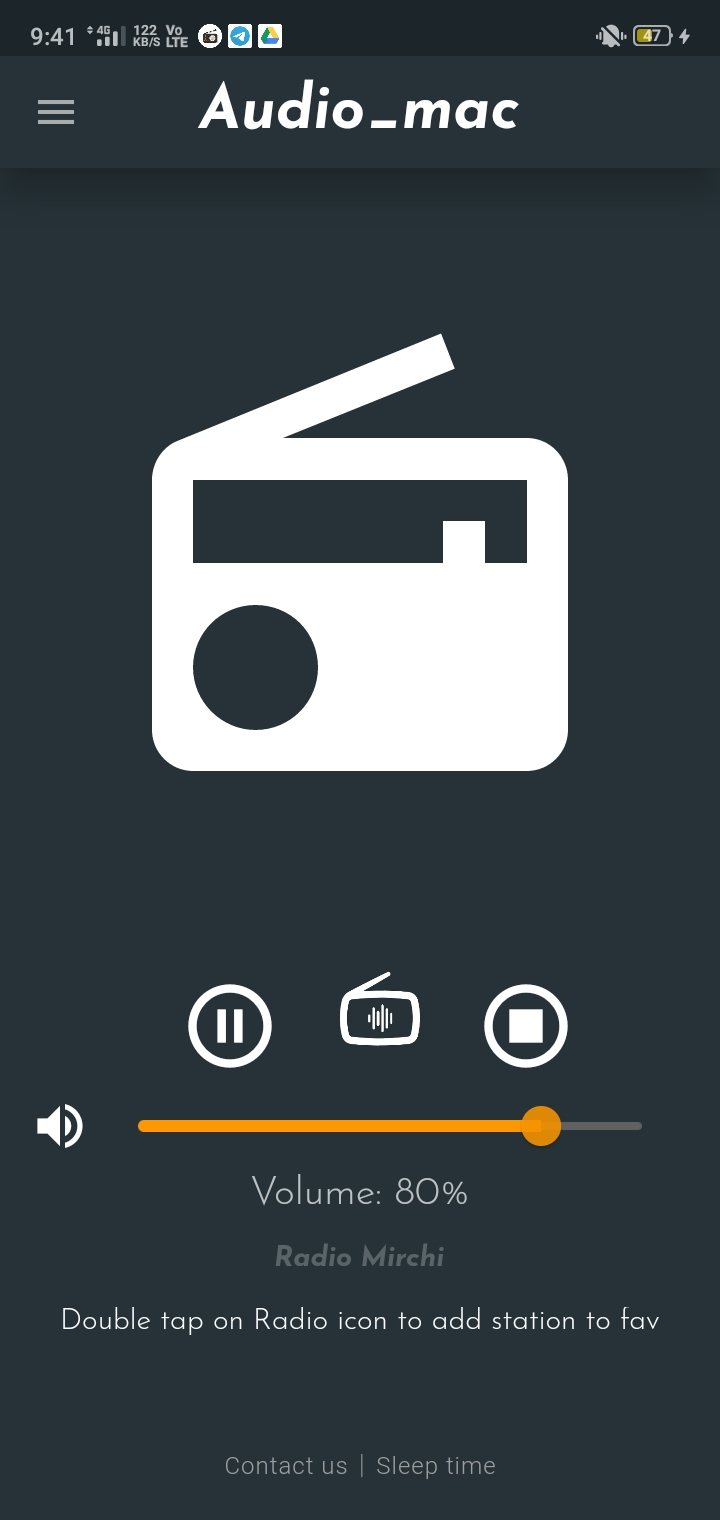 9:41 4G 122 KB/S Vo LTE 47
Audio_mac
Volume: 80%
Radio Mirchi
Double tap on Radio icon to add station to fav
Contact us | Sleep time